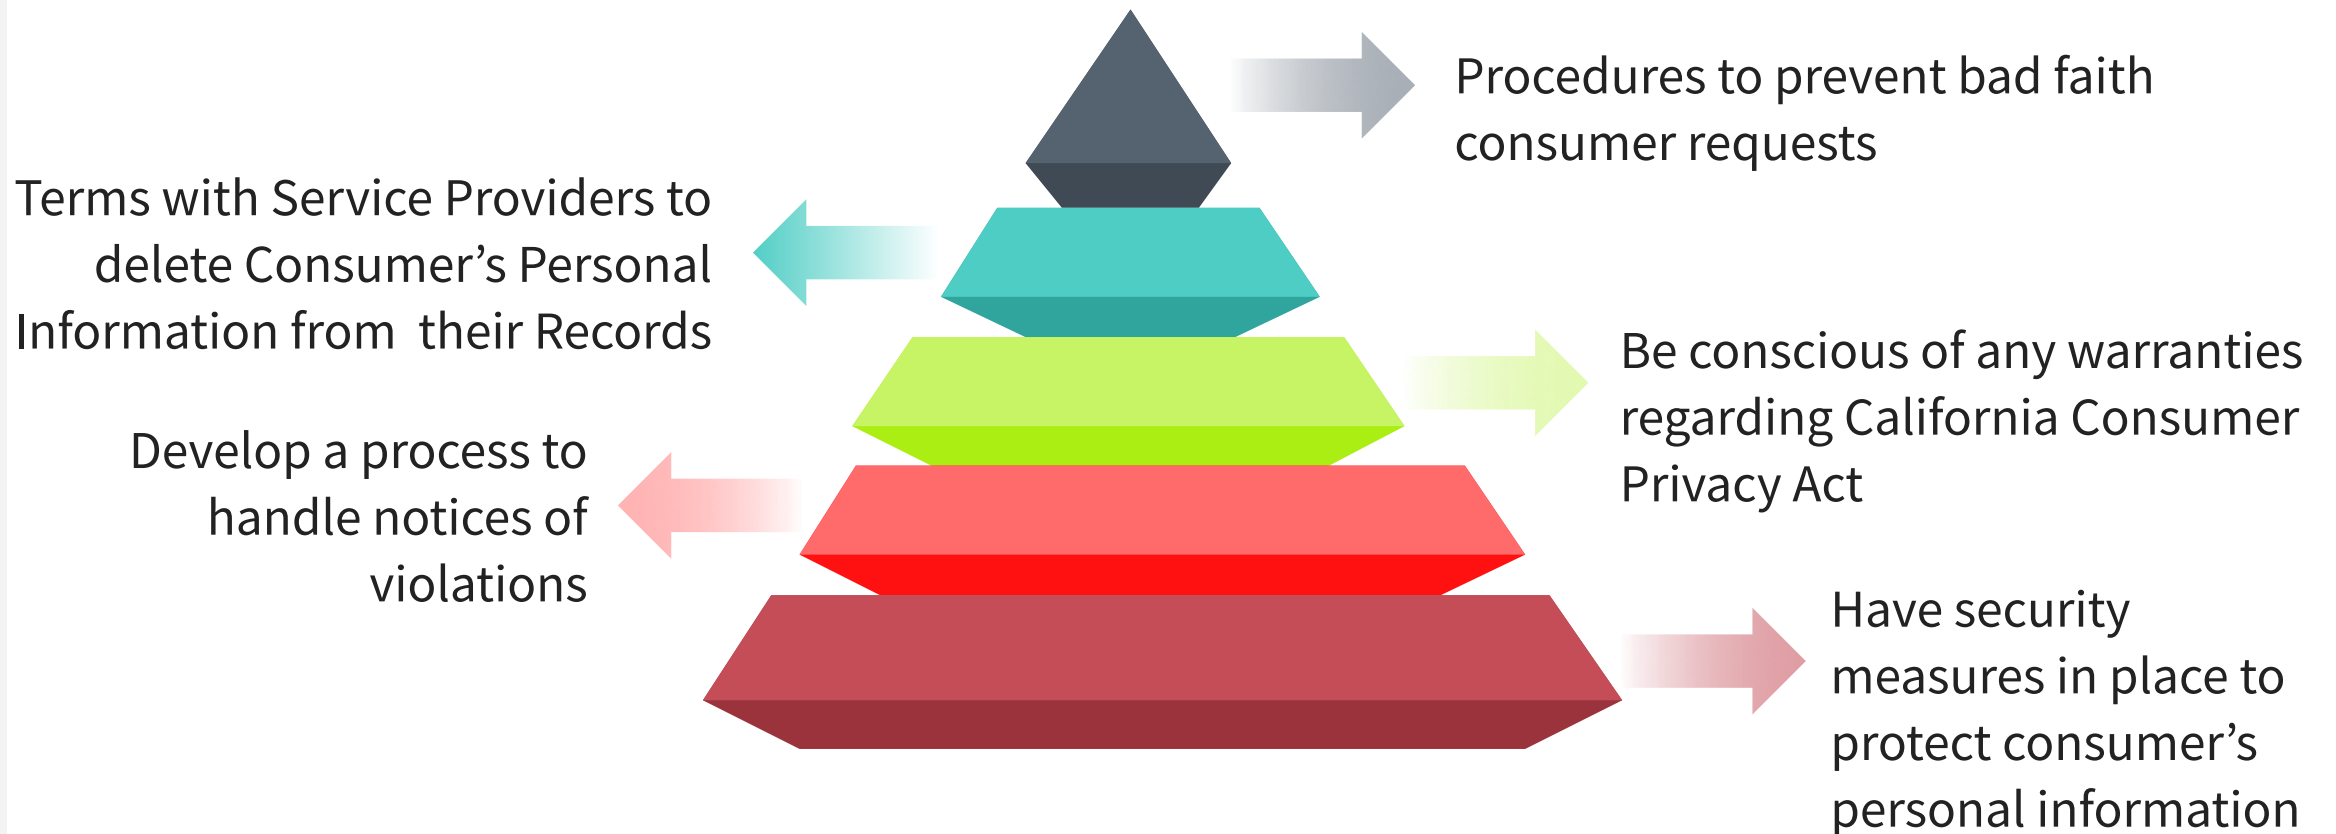 Procedures to prevent bad faith
consumer requests
Terms with Service Providers to
delete Consumer’s Personal
Information from  their Records
Be conscious of any warranties
regarding California Consumer
Privacy Act
Develop a process to
handle notices of
violations
Have security
measures in place to
protect consumer’s
personal information